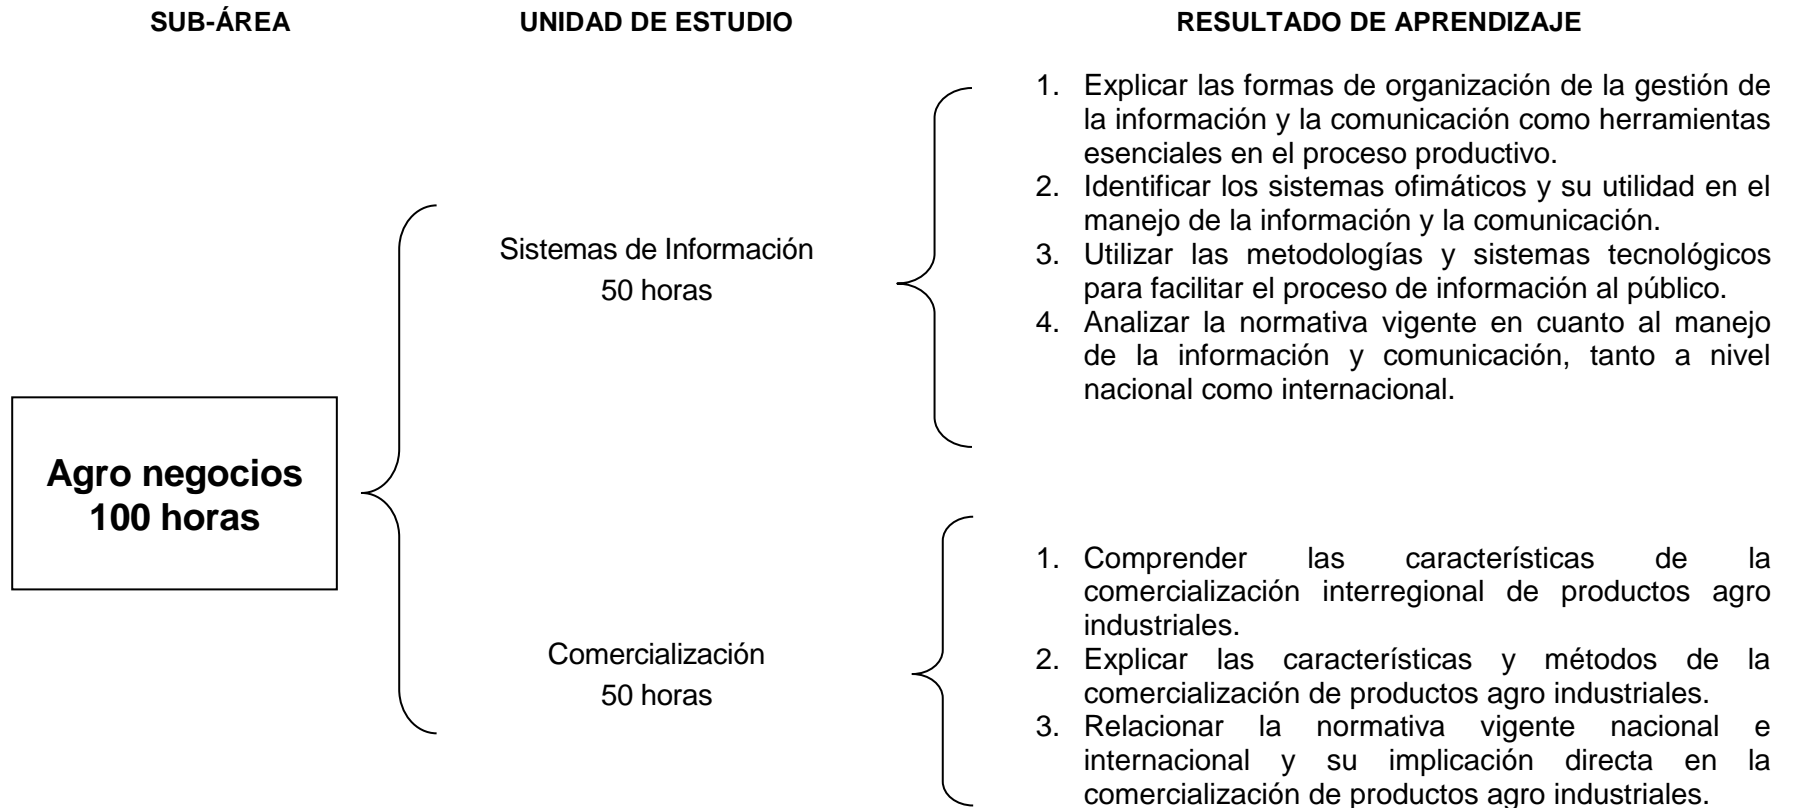 SUB-ÁREA UNIDAD DE ESTUDIO RESULTADO DE APRENDIZAJE
Agro negocios
100 horas
Sistemas de Información
50 horas
1. Explicar las formas de organización de la gestión de
la información y la comunicación como herramientas
esenciales en el proceso productivo.
2. Identificar los sistemas ofimáticos y su utilidad en el
manejo de la información y la comunicación.
3. Utilizar las metodologías y sistemas tecnológicos
para facilitar el proceso de información al público.
4. Analizar la normativa vigente en cuanto al manejo
de la información y comunicación, tanto a nivel
nacional como internacional.
Comercialización
50 horas
1. Comprender las características de la
comercialización interregional de productos agro
industriales.
2. Explicar las características y métodos de la
comercialización de productos agro industriales.
3. Relacionar la normativa vigente nacional e
internacional y su implicación directa en la
comercialización de productos agro industriales.